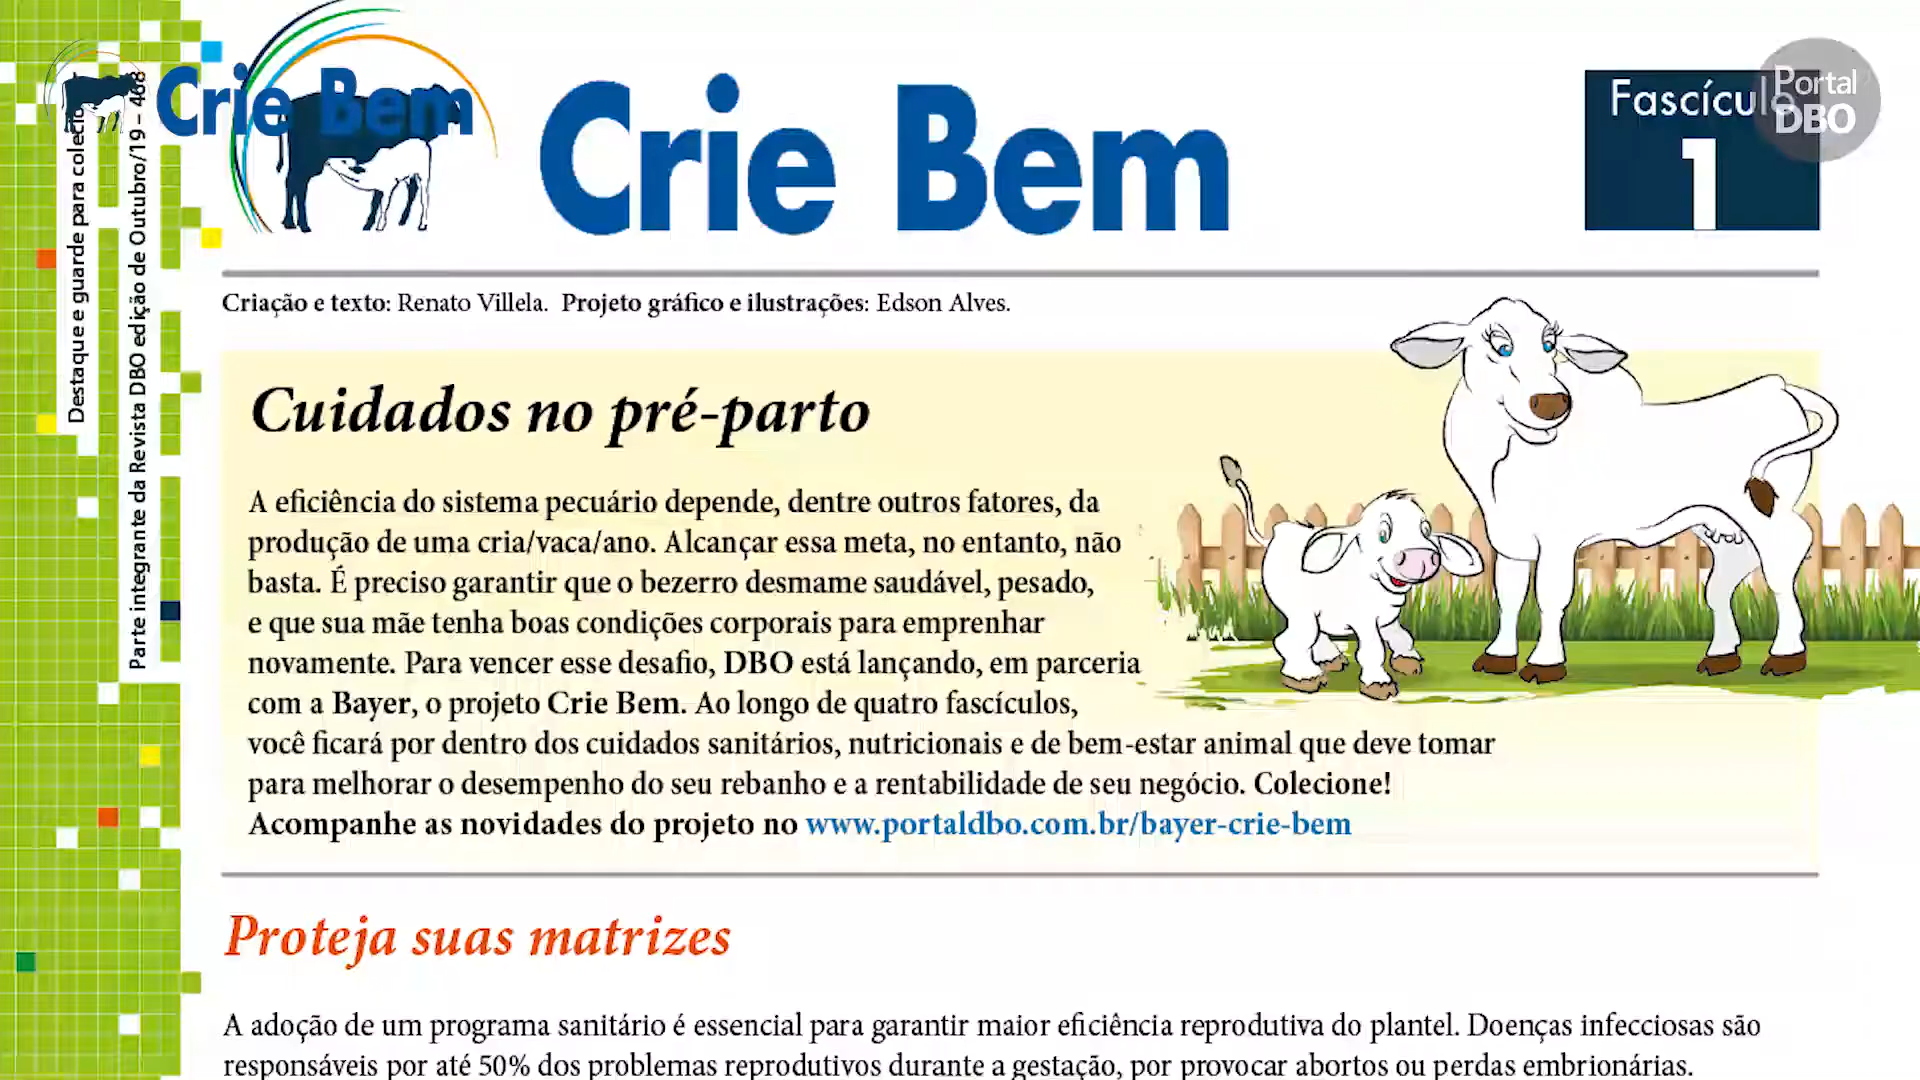 Crie Bem
Crie Bem
Fascículo
1
Portal
DBO
Destaque e guarde para coleção
Parte integrante da Revista DBO edição de Outubro/19 – 468
Criação e texto: Renato Villela. Projeto gráfico e ilustrações: Edson Alves.
Cuidados no pré-parto
A eficiência do sistema pecuário depende, dentre outros fatores, da
produção de uma cria/vaca/ano. Alcançar essa meta, no entanto, não
basta. É preciso garantir que o bezerro desmame saudável, pesado,
e que sua mãe tenha boas condições corporais para emprenhar
novamente. Para vencer esse desafio, DBO está lançando, em parceria
com a Bayer, o projeto Crie Bem. Ao longo de quatro fascículos,
você ficará por dentro dos cuidados sanitários, nutricionais e de bem-estar animal que deve tomar
para melhorar o desempenho do seu rebanho e a rentabilidade de seu negócio. Colecione!
Acompanhe as novidades do projeto no www.portaldbo.com.br/bayer-crie-bem
Proteja suas matrizes
A adoção de um programa sanitário é essencial para garantir maior eficiência reprodutiva do plantel. Doenças infecciosas são
responsáveis por até 50% dos problemas reprodutivos durante a gestação, por provocar abortos ou perdas embrionárias.